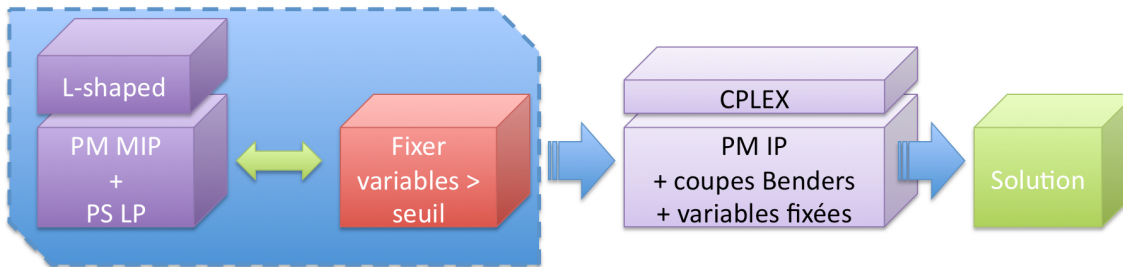 L-shaped
PM MIP
+
PS LP
Fixer
variables >
seuil
CPLEX
PM IP
+ coupes Benders
+ variables fixées
Solution